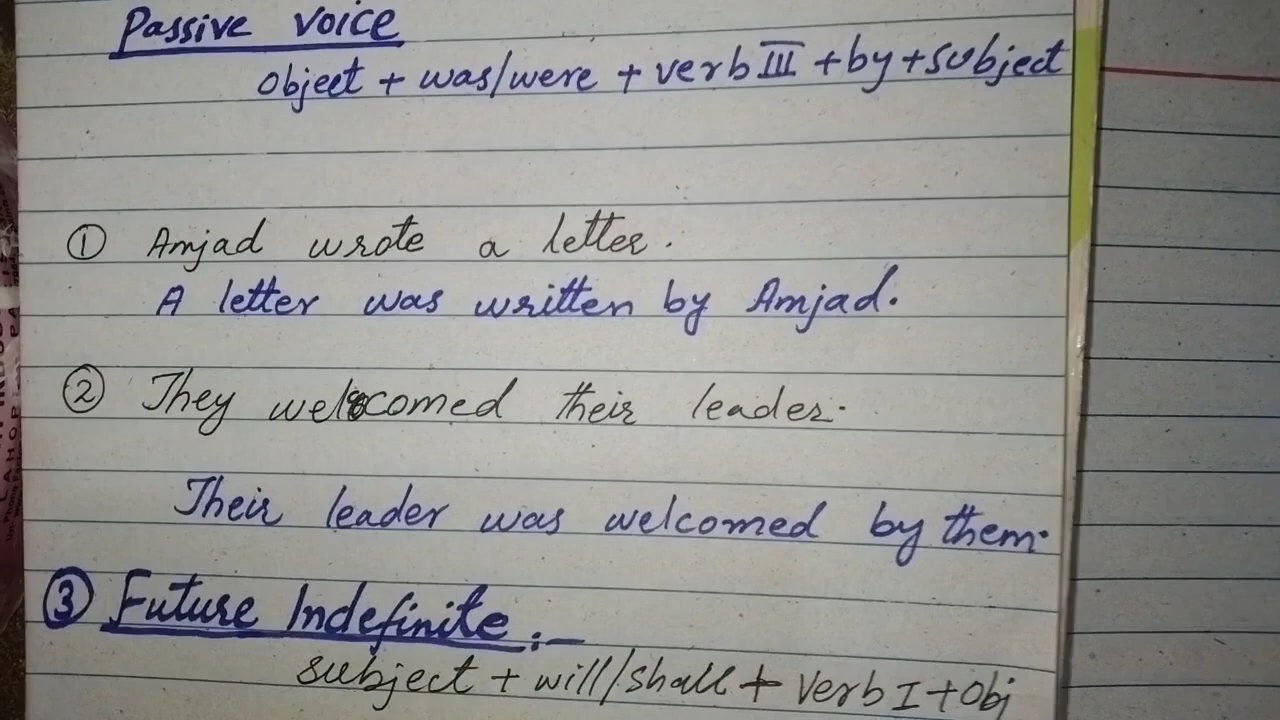 Passive Voice
Object + was/were + verb III + by + subject
① Amjad wrote a letter.
A letter was written by Amjad.
② They welcomed their leader.
Their leader was welcomed by them.
③ Future Indefinite :-
subject + will/shall + verb I + Obj